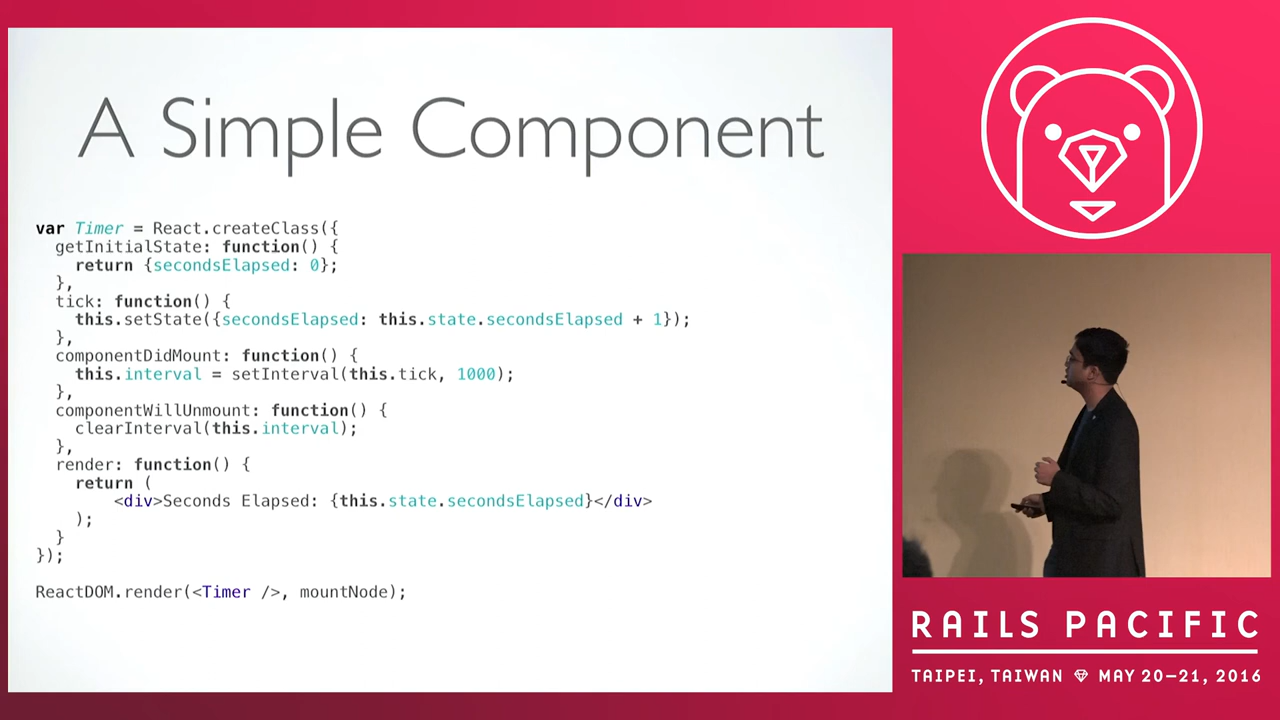 A Simple Component
var Timer = React.createClass({
  getInitialState: function() {
    return {secondsElapsed: 0};
  },
  tick: function() {
    this.setState({secondsElapsed: this.state.secondsElapsed + 1});
  },
  componentDidMount: function() {
    this.interval = setInterval(this.tick, 1000);
  },
  componentWillUnmount: function() {
    clearInterval(this.interval);
  },
  render: function() {
    return (
        <div>Seconds Elapsed: {this.state.secondsElapsed}</div>
    );
  }
});
ReactDOM.render(<Timer />, mountNode);
RAILS PACIFIC
TAIPEI, TAIWAN MAY 20–21, 2016